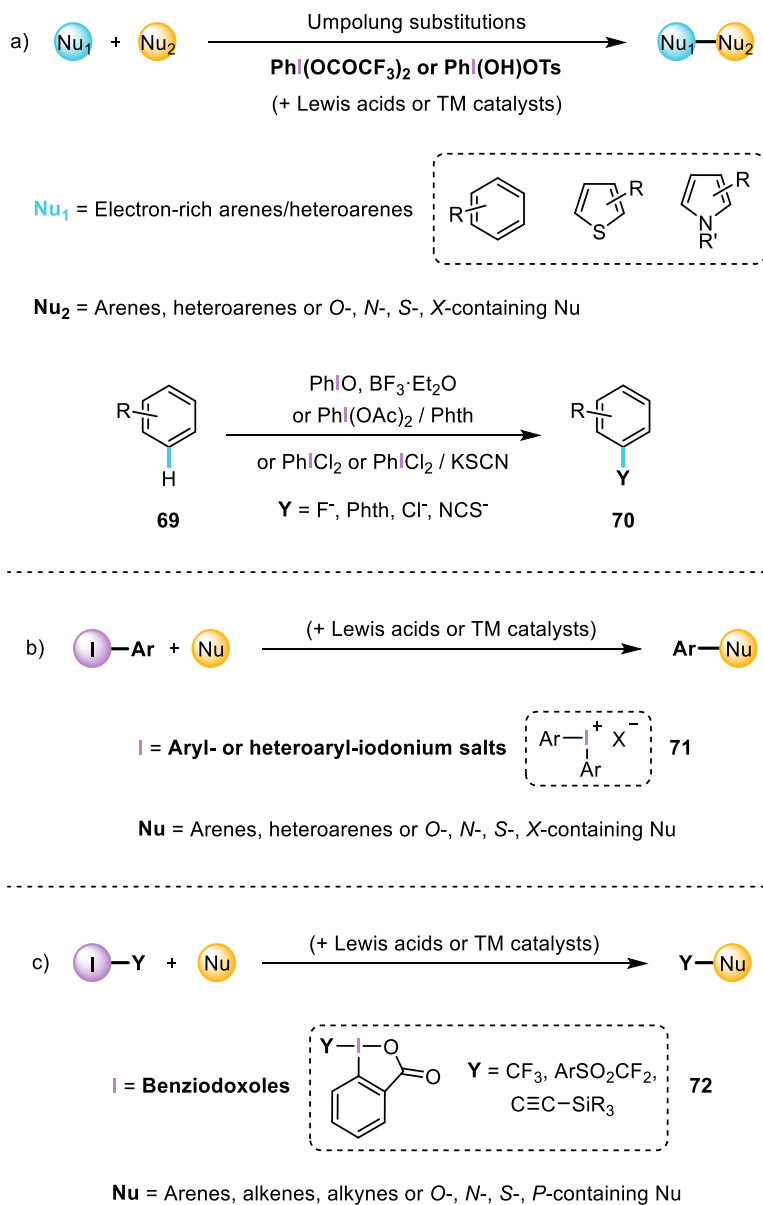 Umpolung substitutions
a) Nu1 + Nu2 Nu1 Nu2
PhI(OCOCF3)2 or PhI(OH)OTs
(+ Lewis acids or TM catalysts)
Nu1 = Electron-rich arenes/heteroarenes R S R N R' R
Nu2 = Arenes, heteroarenes or O-, N-, S-, X-containing Nu
PhIO, BF3·Et2O
R or PhI(OAc)2 / Phth R
or PhICl2 or PhICl2 / KSCN
H Y = F-, Phth, Cl-, NCS- Y
69 70
(+ Lewis acids or TM catalysts)
b) I Ar + Nu Ar Nu
I = Aryl- or heteroaryl-iodonium salts Ar I+ X- Ar 71
Nu = Arenes, heteroarenes or O-, N-, S-, X-containing Nu
(+ Lewis acids or TM catalysts)
c) I Y + Nu Y Nu
Y I O
I = Benziodoxoles O Y = CF3, ArSO2CF2, 72
C≡C–SiR3
Nu = Arenes, alkenes, alkynes or O-, N-, S-, P-containing Nu